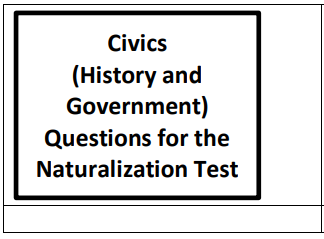 Civics
(History and
Government)
Questions for the
Naturalization Test